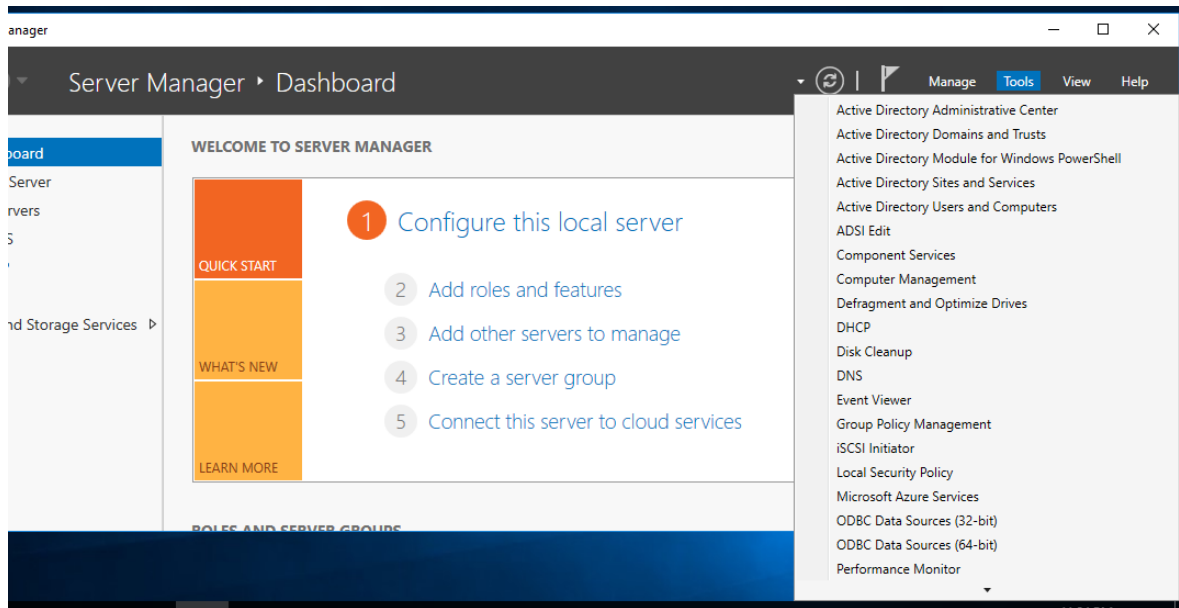 anager
Server Manager ‣ Dashboard
Manage Tools View Help
board
Server
rvers
S
nd Storage Services
WELCOME TO SERVER MANAGER
QUICK START
WHAT'S NEW
LEARN MORE
1 Configure this local server
2 Add roles and features
3 Add other servers to manage
4 Create a server group
5 Connect this server to cloud services
ROLES AND SERVER GROUPS
Active Directory Administrative Center
Active Directory Domains and Trusts
Active Directory Module for Windows PowerShell
Active Directory Sites and Services
Active Directory Users and Computers
ADSI Edit
Component Services
Computer Management
Defragment and Optimize Drives
DHCP
Disk Cleanup
DNS
Event Viewer
Group Policy Management
iSCSI Initiator
Local Security Policy
Microsoft Azure Services
ODBC Data Sources (32-bit)
ODBC Data Sources (64-bit)
Performance Monitor